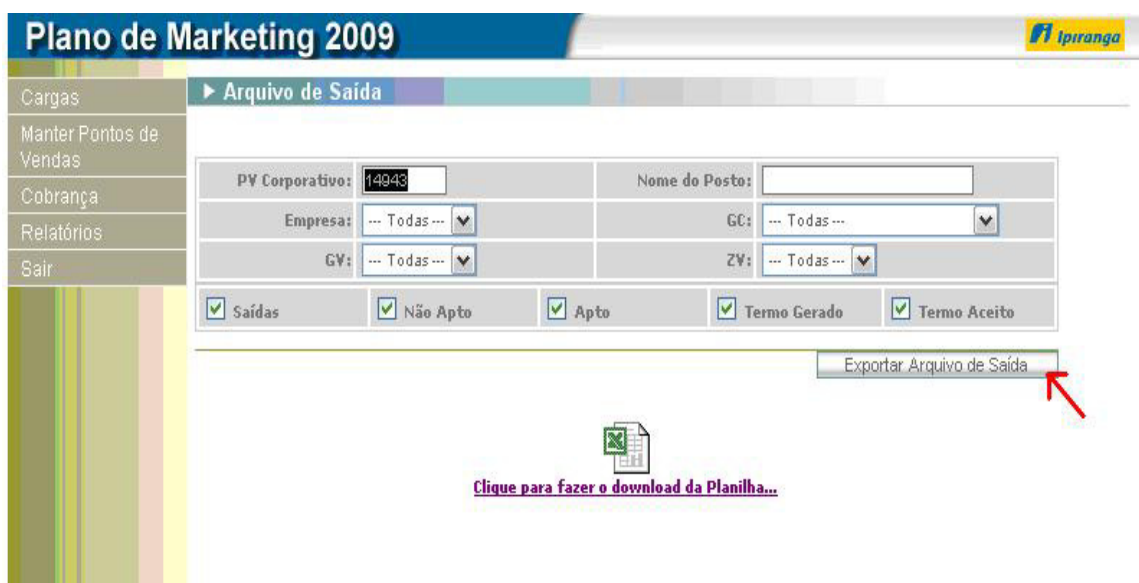 Plano de Marketing 2009
Ipiranga
Cargas
Manter Pontos de
Vendas
Cobrança
Relatórios
Sair
Arquivo de Saída
PV Corporativo: 14943 Nome do Posto:
Empresa: --- Todas --- GC: --- Todas ---
GV: --- Todas --- ZV: --- Todas ---
Saídas Não Apto Apto Termo Gerado Termo Aceito
Exportar Arquivo de Saída
Clique para fazer o download da Planilha...